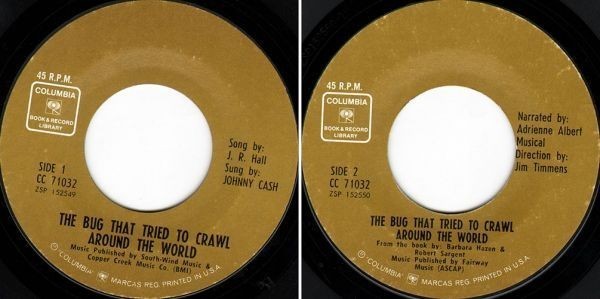 45 R.P.M.
COLUMBIA
BOOK & RECORD
LIBRARY
SIDE 1
CC 71032
ZSP 152549
Song by:
J. R. Hall
Sung by:
JOHNNY CASH
THE BUG THAT TRIED TO CRAWL
AROUND THE WORLD
Music Published by South-Wind Music &
Copper Creek Music Co. (BMI)
Ⓟ "COLUMBIA" MARCAS REG. PRINTED IN U.S.A
45 R.P.M.
COLUMBIA
BOOK & RECORD
LIBRARY
SIDE 2
CC 71032
ZSP 152550
Narrated by:
Adrienne Albert
Musical
Direction by:
Jim Timmens
THE BUG THAT TRIED TO CRAWL
AROUND THE WORLD
From the book by: Barbara Hazen &
Robert Sargent
Music Published by Fairway
Music (ASCAP)
"COLUMBIA" MARCAS REG. PRINTED IN U.S.A